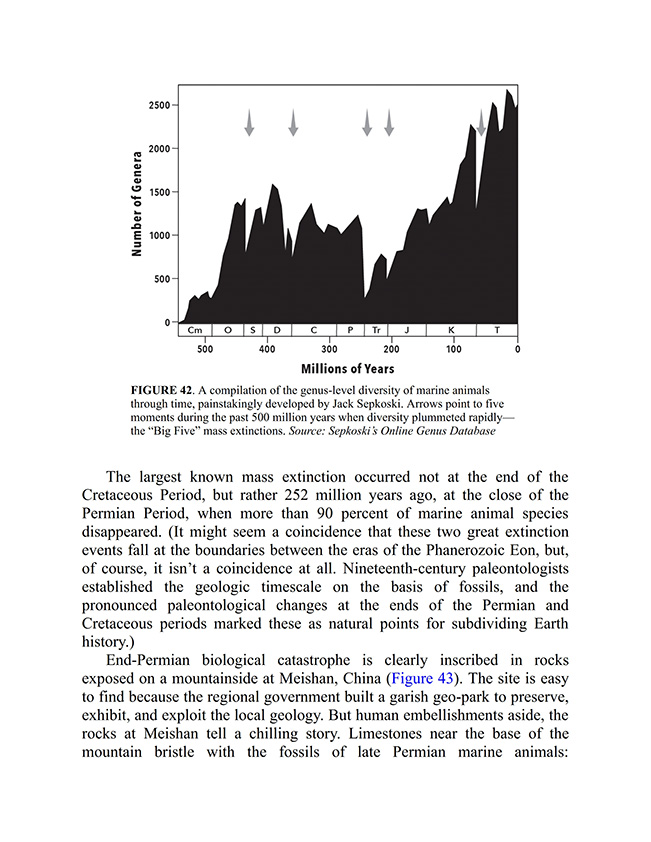 2500
2000
1500
1000
500
0
Number of Genera
Cm O S D C P Tr J K T
500 400 300 200 100 0
Millions of Years
FIGURE 42. A compilation of the genus-level diversity of marine animals
through time, painstakingly developed by Jack Sepkoski. Arrows point to five
moments during the past 500 million years when diversity plummeted rapidly—
the “Big Five” mass extinctions. Source: Sepkoski’s Online Genus Database
The largest known mass extinction occurred not at the end of the
Cretaceous Period, but rather 252 million years ago, at the close of the
Permian Period, when more than 90 percent of marine animal species
disappeared. (It might seem a coincidence that these two great extinction
events fall at the boundaries between the eras of the Phanerozoic Eon, but,
of course, it isn’t a coincidence at all. Nineteenth-century paleontologists
established the geologic timescale on the basis of fossils, and the
pronounced paleontological changes at the ends of the Permian and
Cretaceous periods marked these as natural points for subdividing Earth
history.)
End-Permian biological catastrophe is clearly inscribed in rocks
exposed on a mountainside at Meishan, China (Figure 43). The site is easy
to find because the regional government built a garish geo-park to preserve,
exhibit, and exploit the local geology. But human embellishments aside, the
rocks at Meishan tell a chilling story. Limestones near the base of the
mountain bristle with the fossils of late Permian marine animals: